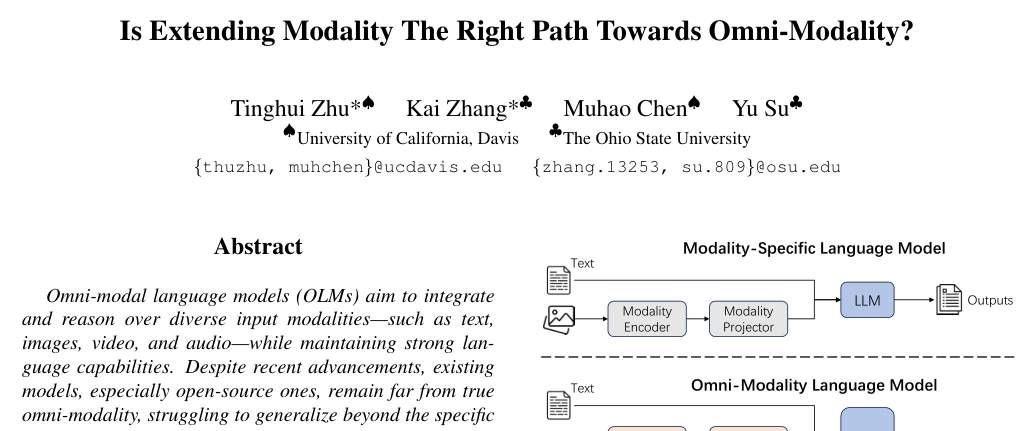 Is Extending Modality The Right Path Towards Omni-Modality?
Tinghui Zhu*♠ Kai Zhang*♣ Muhao Chen♠ Yu Su♣
♠University of California, Davis ♣The Ohio State University
{thuzhu, muhchen}@ucdavis.edu {zhang.13253, su.809}@osu.edu
Abstract
Omni-modal language models (OLMs) aim to integrate
and reason over diverse input modalities—such as text,
images, video, and audio—while maintaining strong lan-
guage capabilities. Despite recent advancements, existing
models, especially open-source ones, remain far from true
omni-modality, struggling to generalize beyond the specific
Modality-Specific Language Model
Text
Modality
Encoder
Modality
Projector
LLM
Outputs
Omni-Modality Language Model
Text